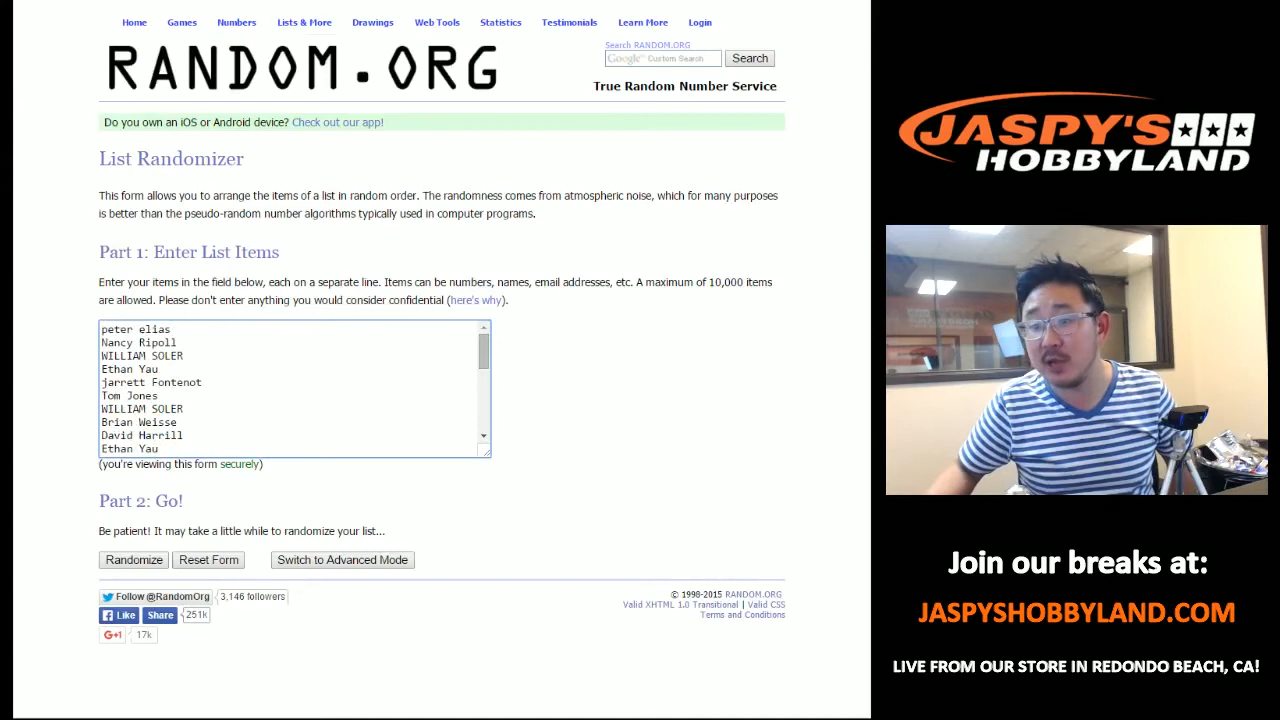 Home Games Numbers Lists & More Drawings Web Tools Statistics Testimonials Learn More Login
RANDOM.ORG
Search RANDOM.ORG
Google™ Custom Search Search
True Random Number Service
Do you own an iOS or Android device? Check out our app!
List Randomizer
This form allows you to arrange the items of a list in random order. The randomness comes from atmospheric noise, which for many purposes
is better than the pseudo-random number algorithms typically used in computer programs.
Part 1: Enter List Items
Enter your items in the field below, each on a separate line. Items can be numbers, names, email addresses, etc. A maximum of 10,000 items
are allowed. Please don't enter anything you would consider confidential (here's why).
peter elias
Nancy Ripoll
WILLIAM SOLER
Ethan Yau
jarrett Fontenot
Tom Jones
WILLIAM SOLER
Brian Weisse
David Harrill
Ethan Yau
(you're viewing this form securely)
Part 2: Go!
Be patient! It may take a little while to randomize your list...
Randomize Reset Form Switch to Advanced Mode
Follow @RandomOrg 3,146 followers
Like Share 251k
G+1 17k
© 1998-2015 RANDOM.ORG
Valid XHTML 1.0 Transitional | Valid CSS
Terms and Conditions
JASPY'S
HOBBYLAND
Join our breaks at:
JASPYSHOBBYLAND.COM
LIVE FROM OUR STORE IN REDONDO BEACH, CA!